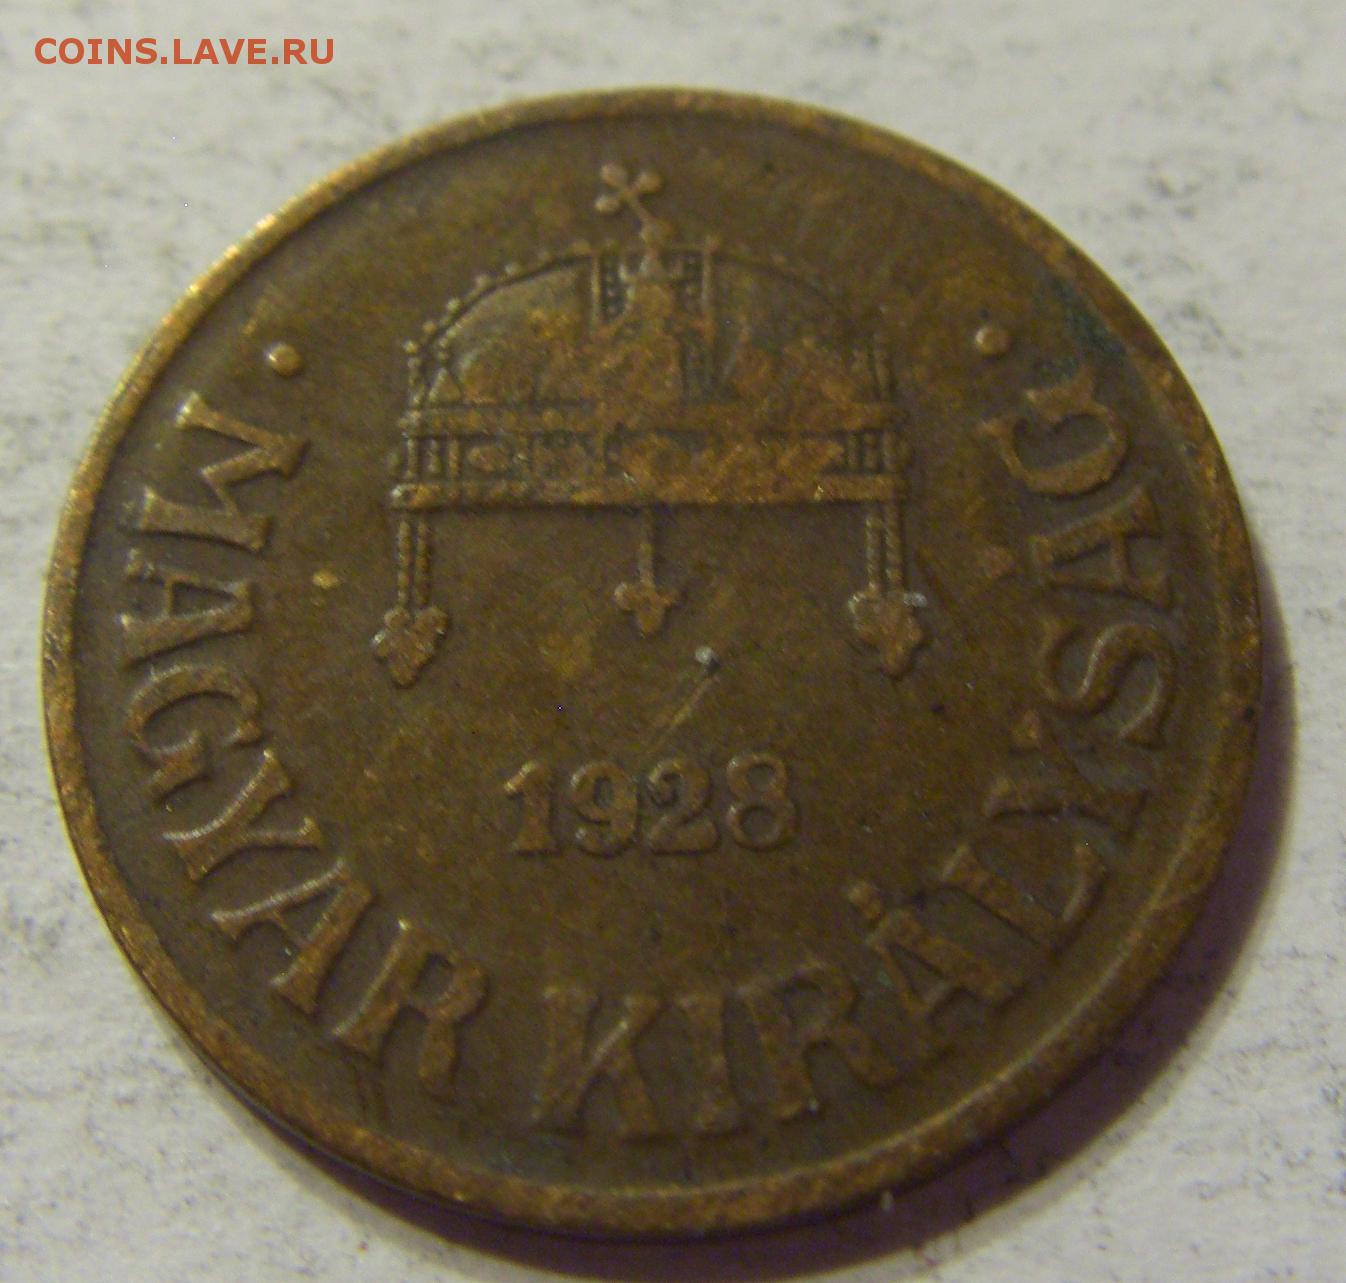 COINS.LAVE.RU
· MAGYAR KIRÁLYSÁG ·
1928